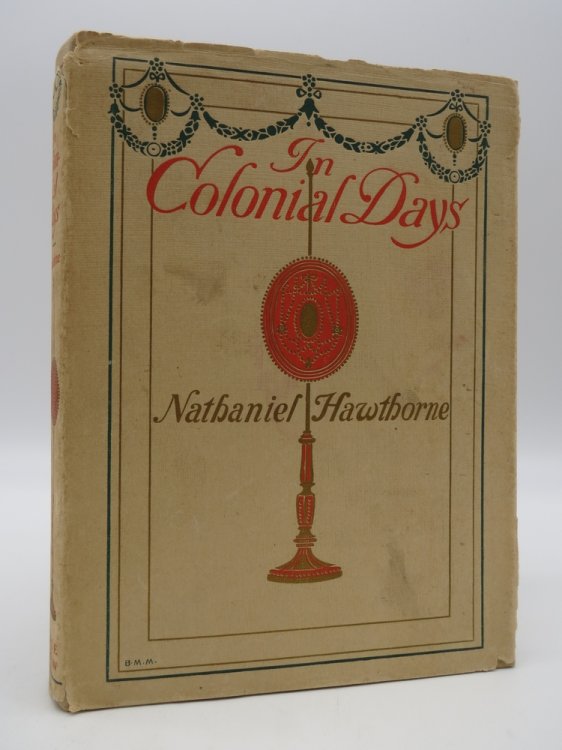 In
Colonial Days
Nathaniel Hawthorne
B.M.M.